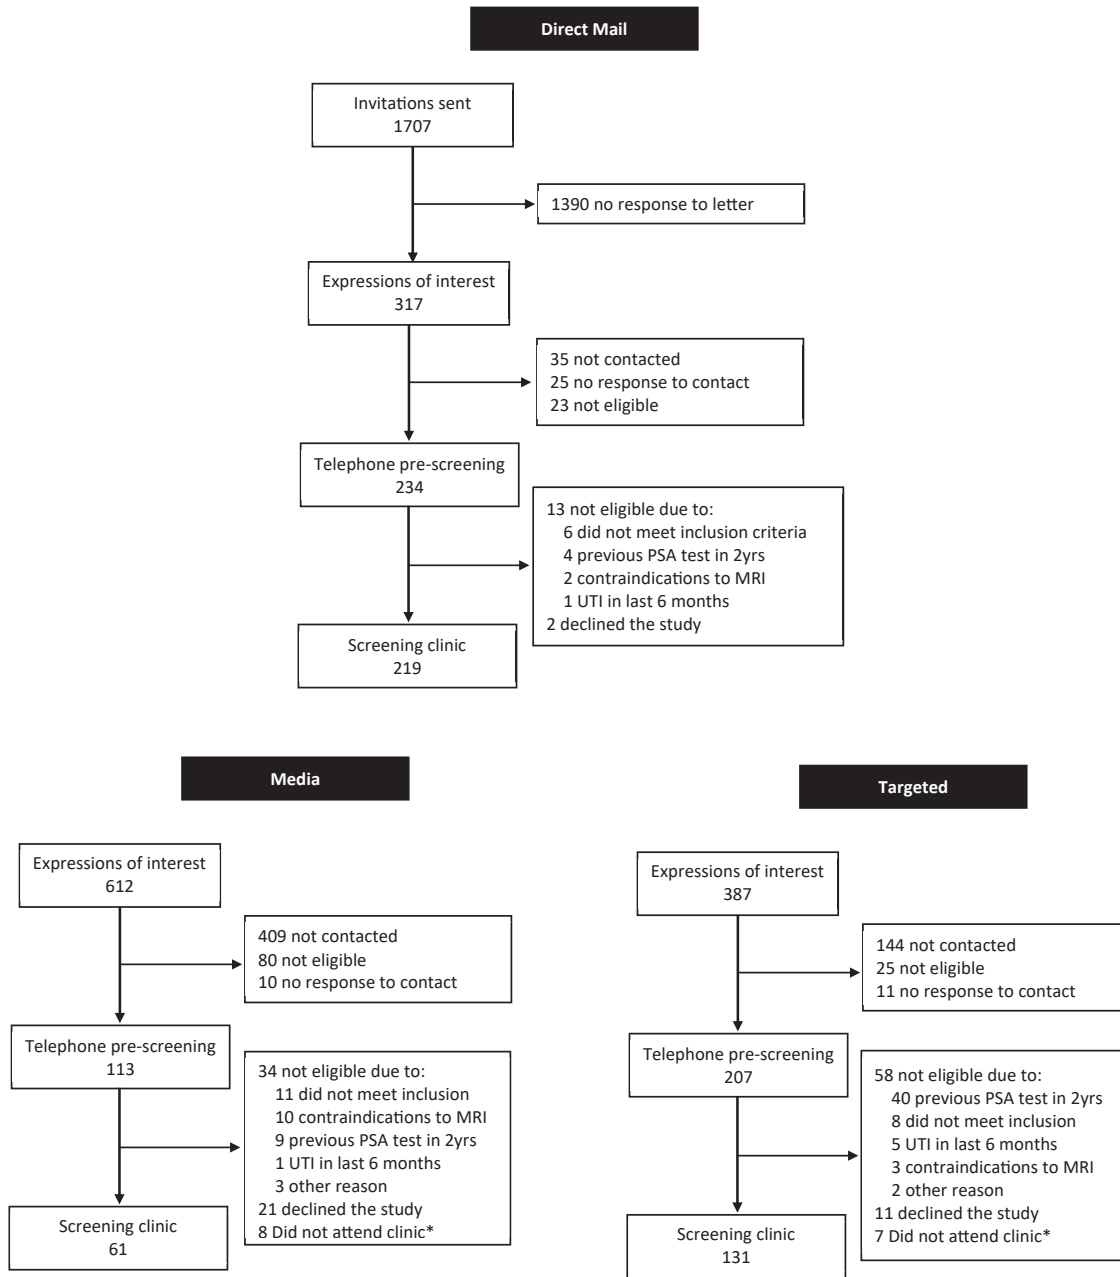 Direct Mail
Invitations sent
1707
1390 no response to letter
Expressions of interest
317
35 not contacted
25 no response to contact
23 not eligible
Telephone pre-screening
234
13 not eligible due to:
6 did not meet inclusion criteria
4 previous PSA test in 2yrs
2 contraindications to MRI
1 UTI in last 6 months
2 declined the study
Screening clinic
219
Media
Expressions of interest
612
409 not contacted
80 not eligible
10 no response to contact
Telephone pre-screening
113
34 not eligible due to:
11 did not meet inclusion
10 contraindications to MRI
9 previous PSA test in 2yrs
1 UTI in last 6 months
3 other reason
21 declined the study
8 Did not attend clinic*
Screening clinic
61
Targeted
Expressions of interest
387
144 not contacted
25 not eligible
11 no response to contact
Telephone pre-screening
207
58 not eligible due to:
40 previous PSA test in 2yrs
8 did not meet inclusion
5 UTI in last 6 months
3 contraindications to MRI
2 other reason
11 declined the study
7 Did not attend clinic*
Screening clinic
131